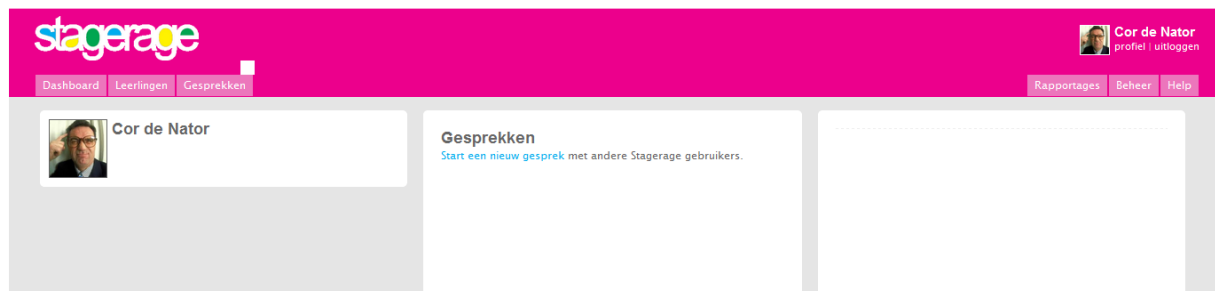 stagerage
Cor de Nator
profiel | uitloggen
Dashboard Leerlingen Gesprekken
Rapportages Beheer Help
Cor de Nator
Gesprekken
Start een nieuw gesprek met andere Stagerage gebruikers.